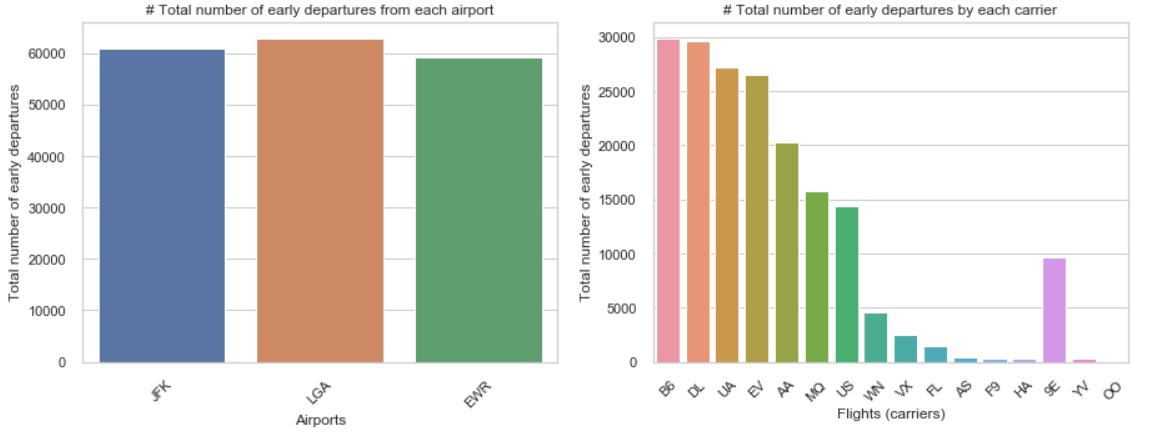 # Total number of early departures from each airport
Total number of early departures
60000
50000
40000
30000
20000
10000
0
JFK
LGA
EWR
Airports
# Total number of early departures by each carrier
Total number of early departures
30000
25000
20000
15000
10000
5000
0
B6
DL
UA
EV
AA
MQ
US
WN
VX
FL
AS
F9
HA
9E
YV
OO
Flights (carriers)